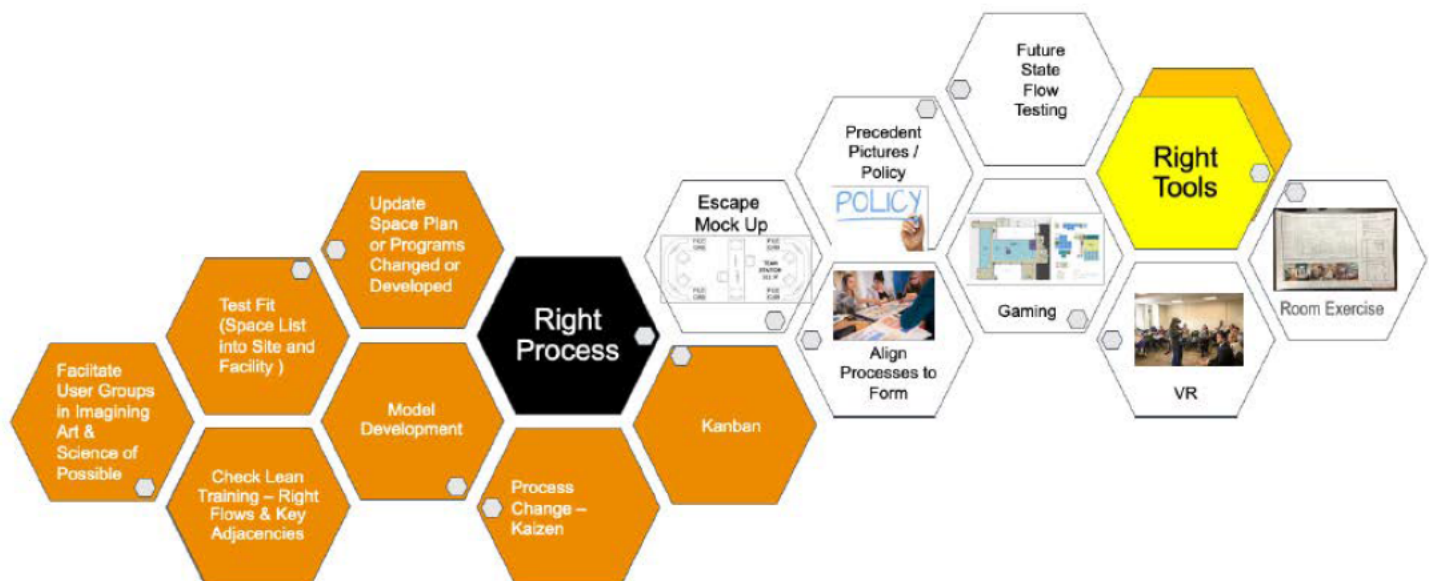 Faciitate
User Groups
in Imagining
Art &
Science of
Possible
Test Fit
(Space List
into Site and
Facility )
Check Lean
Training – Right
Flows & Key
Adjacencies
Update
Space Plan
or Programs
Changed or
Developed
Model
Development
Right
Process
Process
Change –
Kaizen
Kanban
Escape
Mock Up
TEAM
STATION
Precedent
Pictures /
Policy
POLICY
Align
Processes to
Form
Future
State
Flow
Testing
Gaming
Right
Tools
VR
Room Exercise